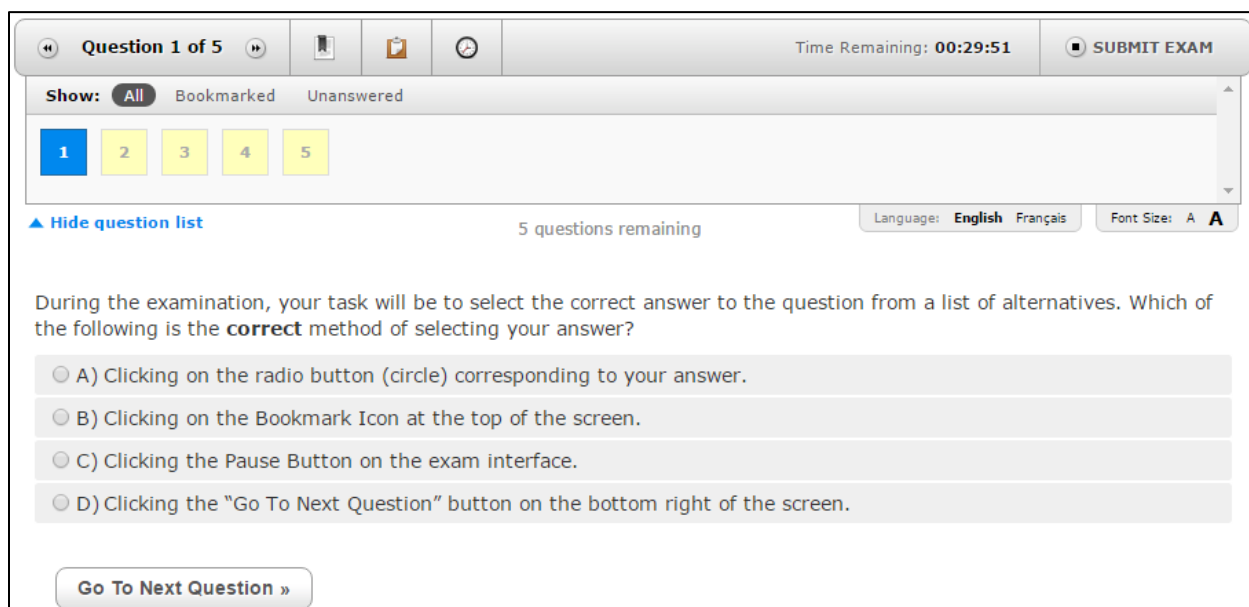 Question 1 of 5
Time Remaining: 00:29:51
SUBMIT EXAM
Show: All Bookmarked Unanswered
1 2 3 4 5
Hide question list
5 questions remaining
Language: English Français
Font Size: A A
During the examination, your task will be to select the correct answer to the question from a list of alternatives. Which of
the following is the correct method of selecting your answer?
A) Clicking on the radio button (circle) corresponding to your answer.
B) Clicking on the Bookmark Icon at the top of the screen.
C) Clicking the Pause Button on the exam interface.
D) Clicking the “Go To Next Question” button on the bottom right of the screen.
Go To Next Question »